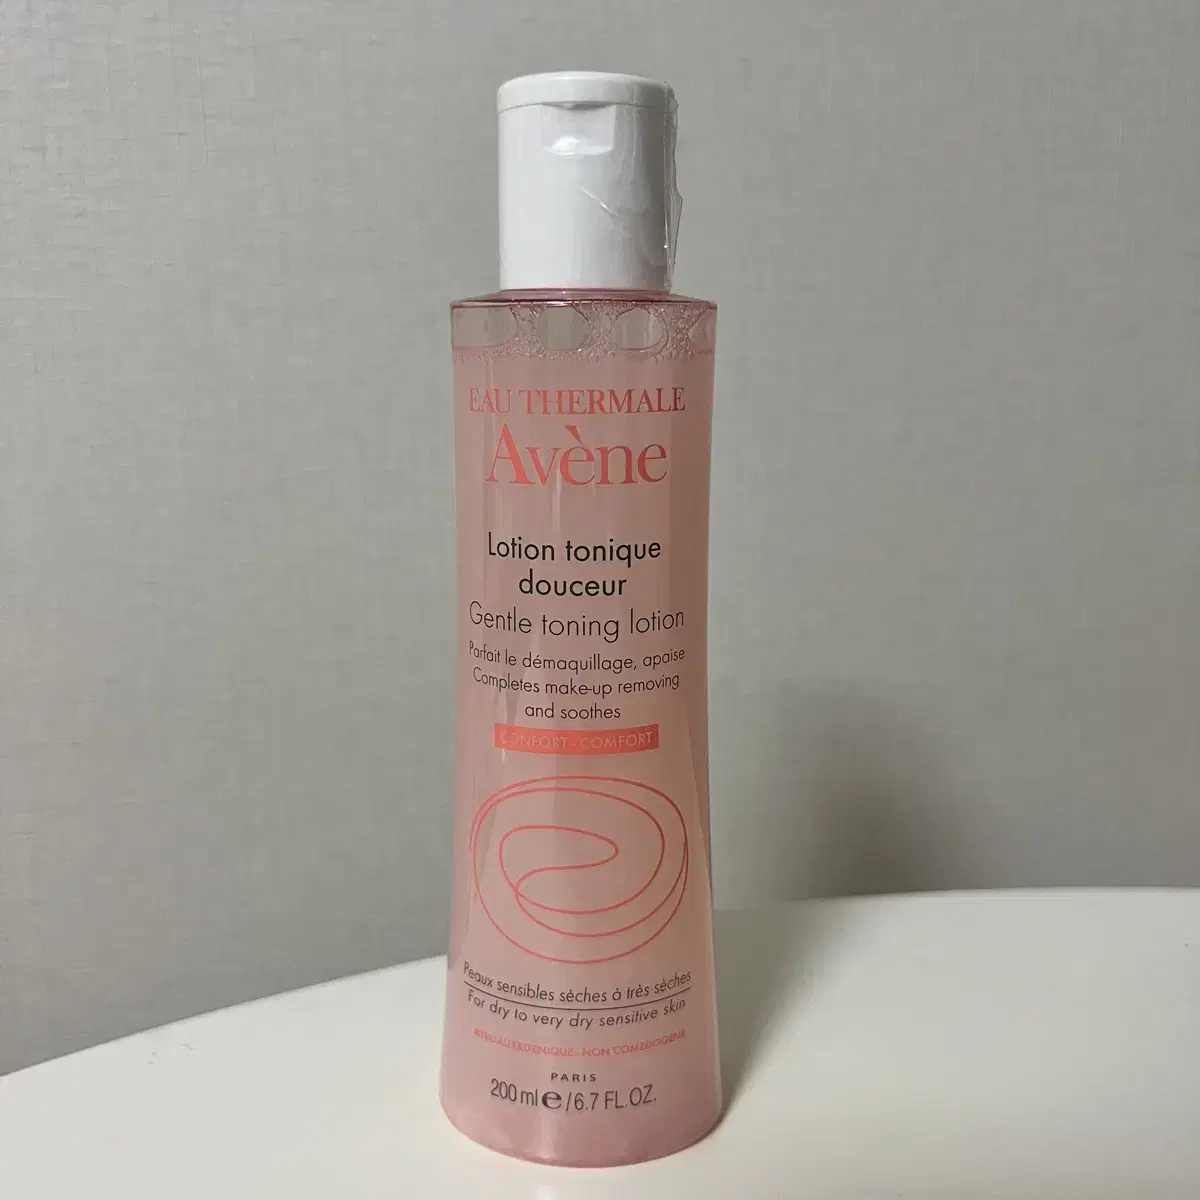 EAU THERMALE
Avène
Lotion tonique
douceur
Gentle toning lotion
Parfait le démaquillage, apaise
Completes make-up removing
and soothes
CONFORT - COMFORT
Peaux sensibles sèches à très sèches
For dry to very dry sensitive skin
HYPOALLERGÉNIQUE - NON COMÉDOGÈNE
PARIS
200 ml e / 6.7 FL.OZ.